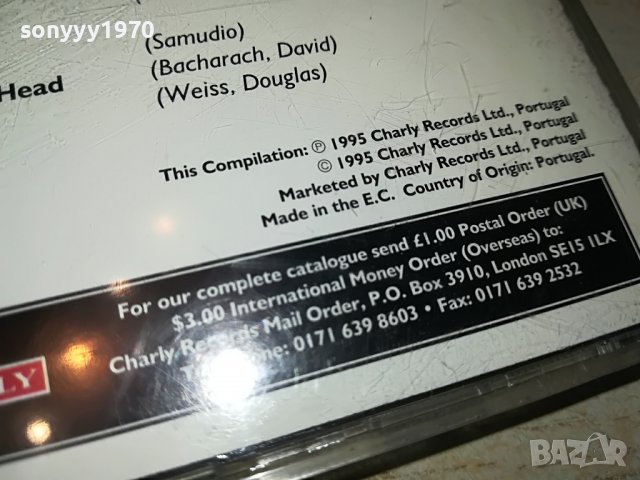 sonyyy1970
(Samudio)
Head (Bacharach, David)
(Weiss, Douglas)
This Compilation: ℗ 1995 Charly Records Ltd., Portugal
© 1995 Charly Records Ltd., Portugal
Marketed by Charly Records Ltd., Portugal
Made in the E.C. Country of Origin: Portugal.
For our complete catalogue send £1.00 Postal Order (UK)
$3.00 International Money Order (Overseas) to:
Charly Records Mail Order, P.O. Box 3910, London SE15 1LX
0171 639 8603 • Fax: 0171 639 2532
LY
BAZAR